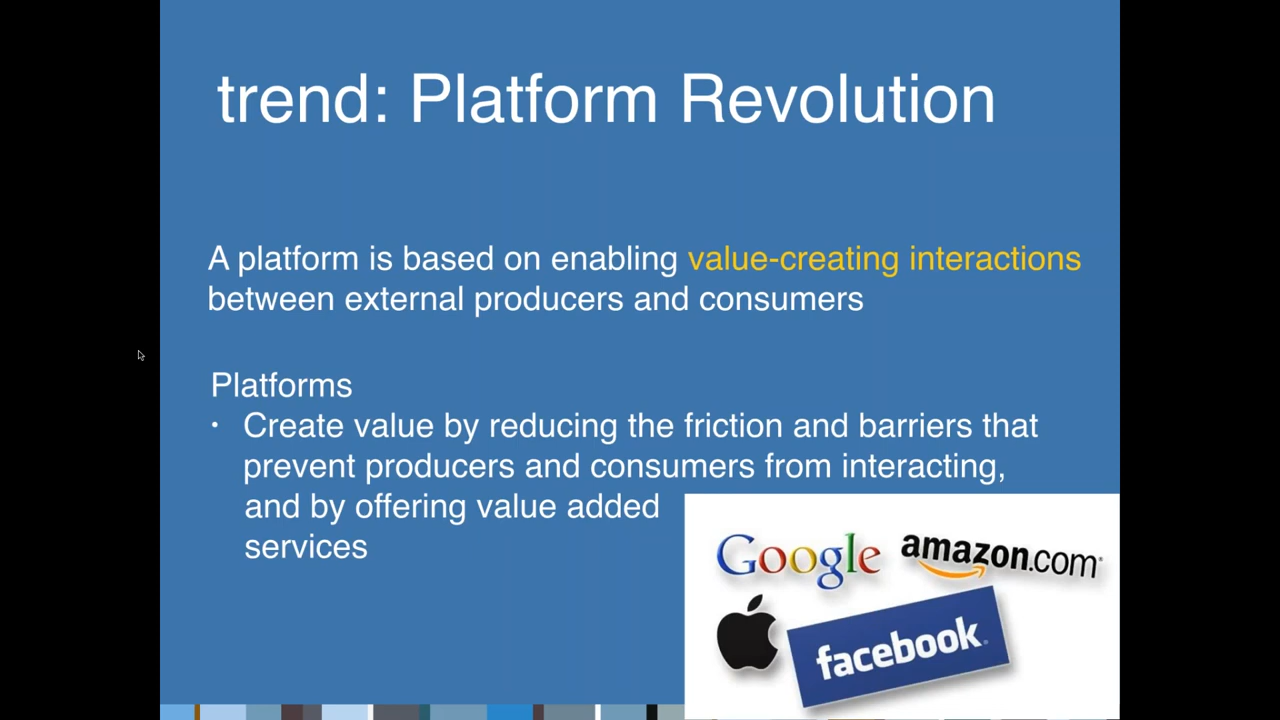 trend: Platform Revolution
A platform is based on enabling value-creating interactions
between external producers and consumers
Platforms
• Create value by reducing the friction and barriers that
prevent producers and consumers from interacting,
and by offering value added
services
Google amazon.com
facebook